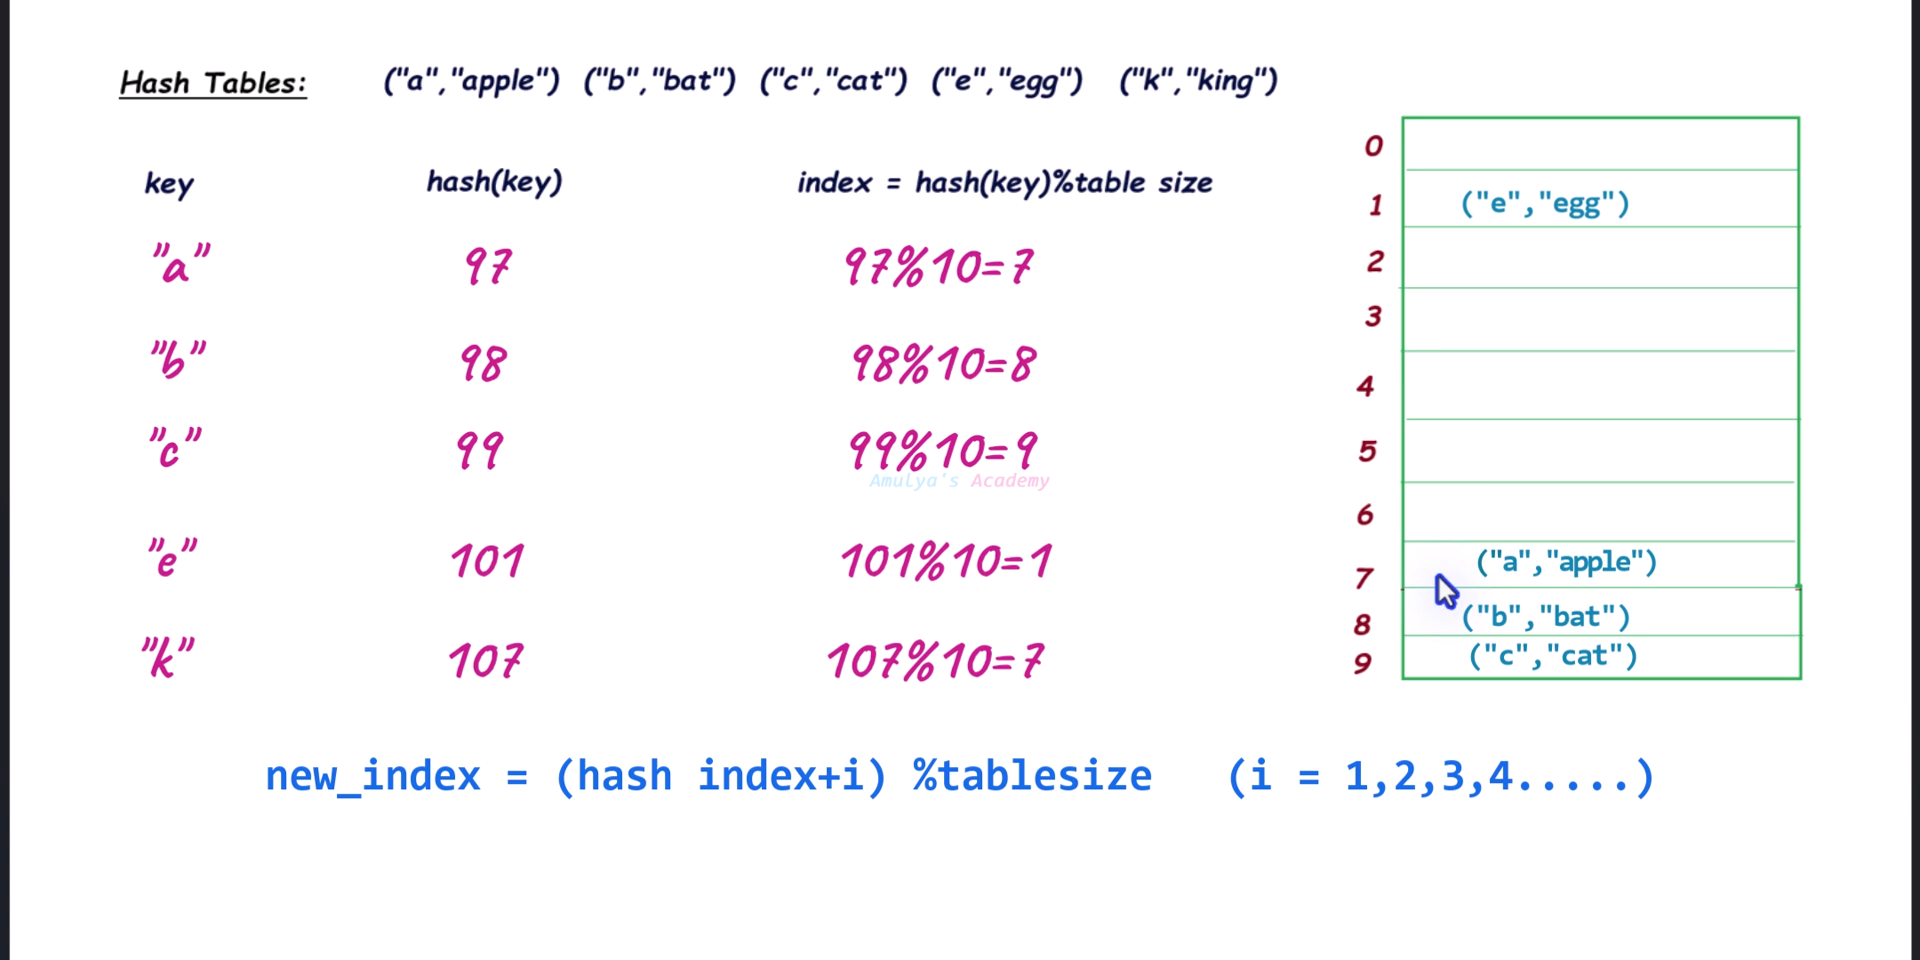 Hash Tables: ("a","apple") ("b","bat") ("c","cat") ("e","egg") ("k","king")
key hash(key) index = hash(key)%table size
"a" 97 97%10=7
"b" 98 98%10=8
"c" 99 99%10=9
Amulya's Academy
"e" 101 101%10=1
"k" 107 107%10=7
0
1 ("e","egg")
2
3
4
5
6
7 ("a","apple")
8 ("b","bat")
9 ("c","cat")
new_index = (hash index+i) %tablesize (i = 1,2,3,4.....)